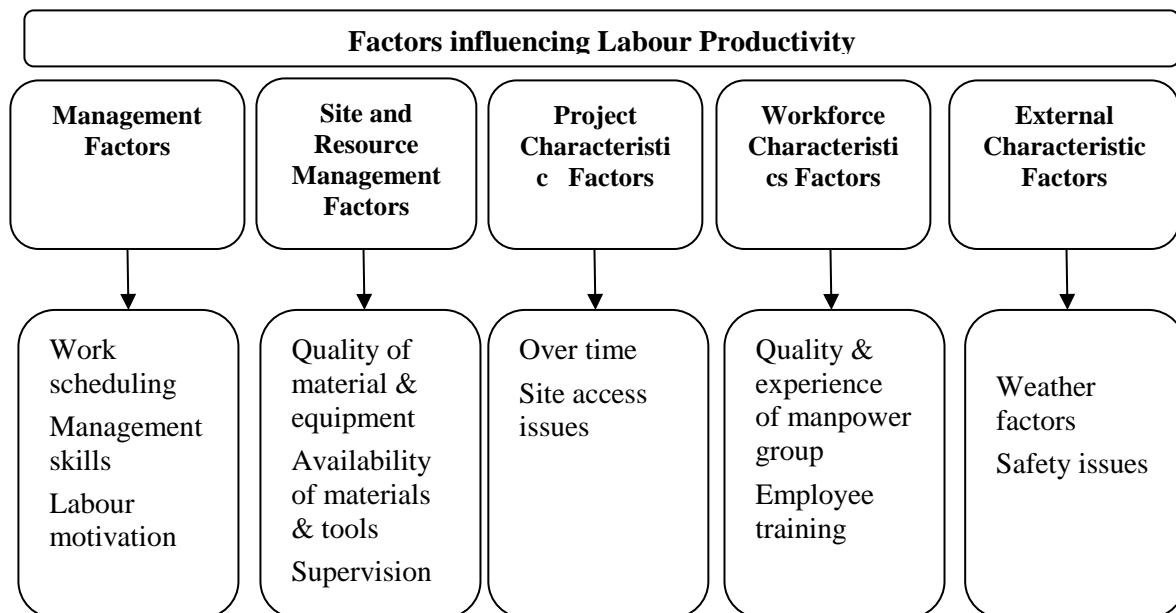 Factors influencing Labour Productivity
Management
Factors
Site and
Resource
Management
Factors
Project
Characteristi
c Factors
Workforce
Characteristi
cs Factors
External
Characteristic
Factors
Work
scheduling
Management
skills
Labour
motivation
Quality of
material &
equipment
Availability
of materials
& tools
Supervision
Over time
Site access
issues
Quality &
experience
of manpower
group
Employee
training
Weather
factors
Safety issues